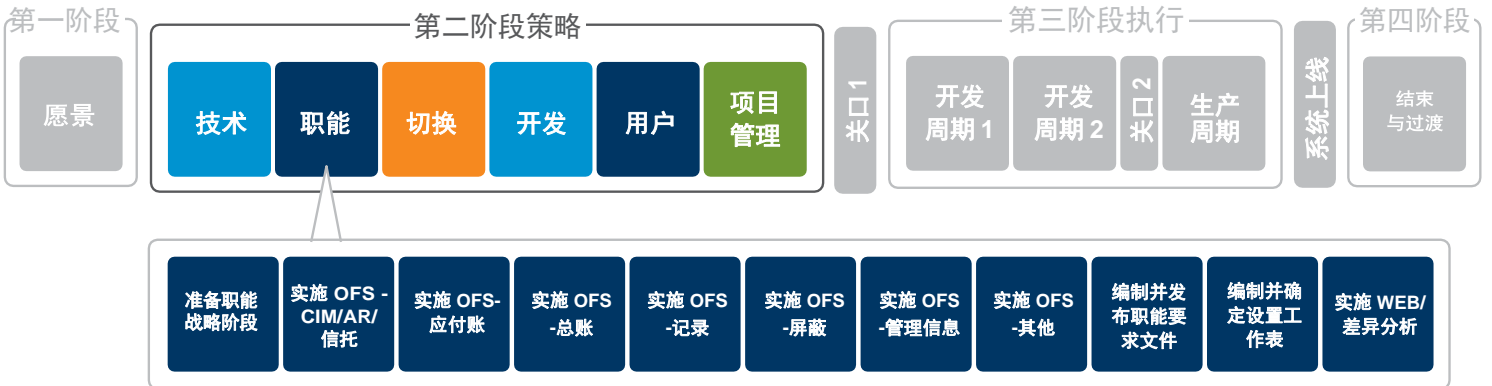 第一阶段
第二阶段策略
第三阶段执行
第四阶段
愿景
技术
职能
切换
开发
用户
项目
管理
关口 1
开发
周期 1
开发
周期 2
关口 2
生产
周期
系统上线
结束
与过渡
准备职能
战略阶段
实施 OFS -
CIM/AR/
信托
实施 OFS-
应付账
实施 OFS
-总账
实施 OFS
-记录
实施 OFS
-屏蔽
实施 OFS
-管理信息
实施 OFS
-其他
编制并发
布职能要
求文件
编制并确
定设置工
作表
实施 WEB/
差异分析